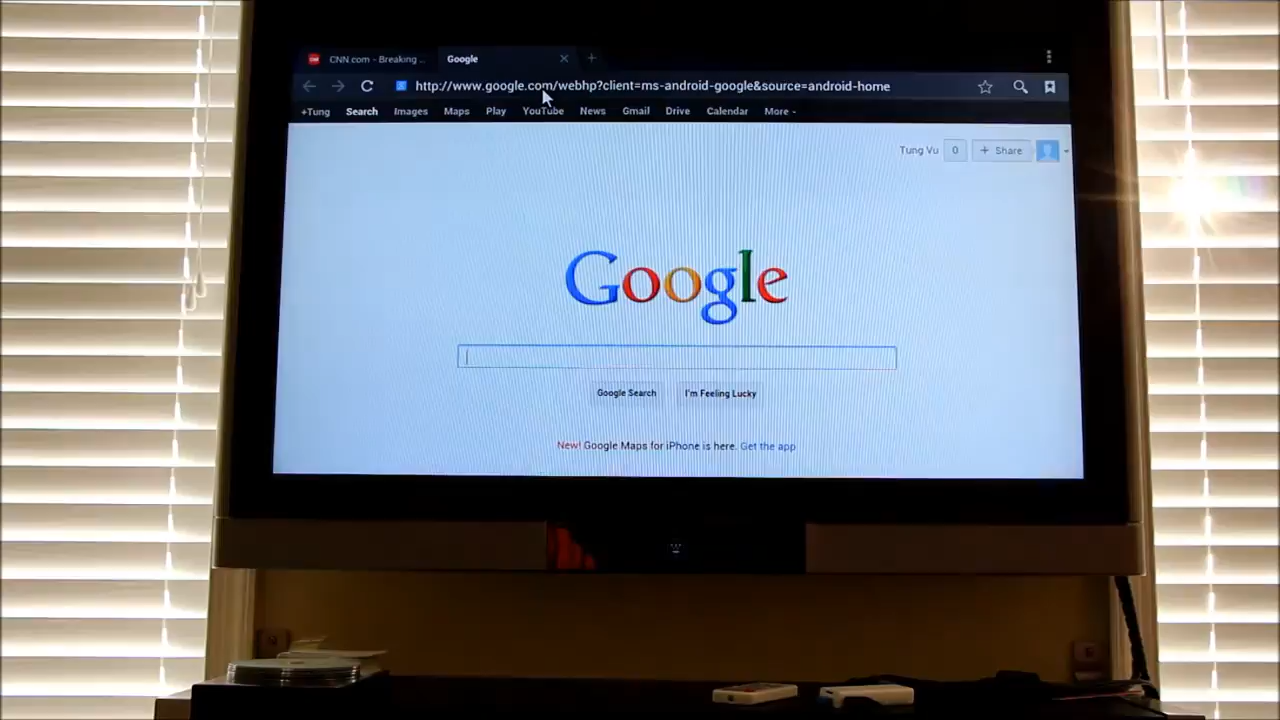 CNN.com - Breaking ..
Google
http://www.google.com/webhp?client=ms-android-google&source=android-home
+Tung Search Images Maps Play YouTube News Gmail Drive Calendar More
Tung Vu 0 + Share
Google
Google Search I'm Feeling Lucky
New! Google Maps for iPhone is here. Get the app